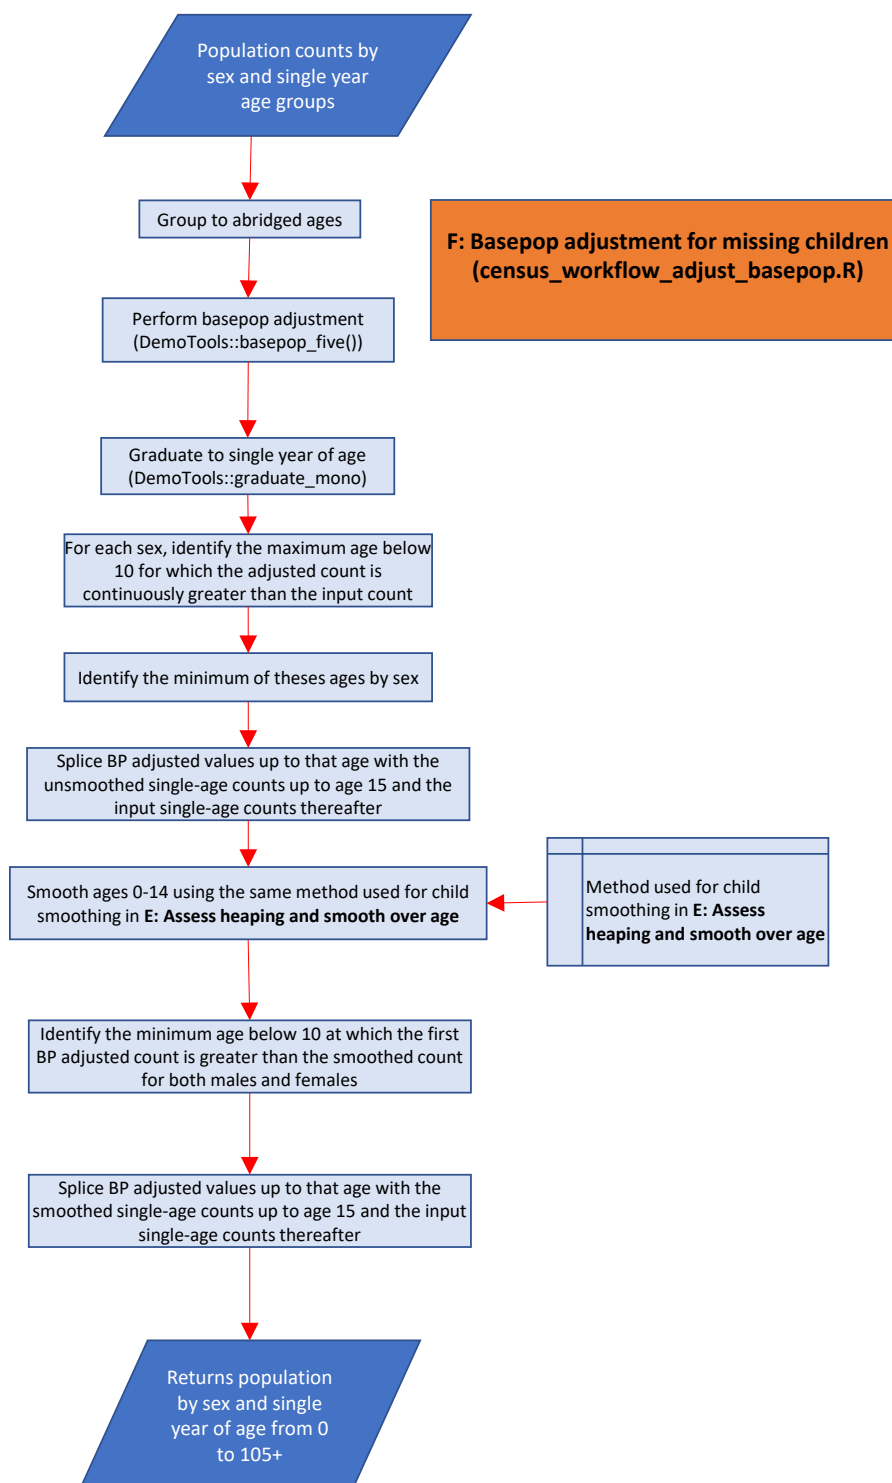 Population counts by
sex and single year
age groups
Group to abridged ages
F: Basepop adjustment for missing children
(census_workflow_adjust_basepop.R)
Perform basepop adjustment
(DemoTools::basepop_five())
Graduate to single year of age
(DemoTools::graduate_mono)
For each sex, identify the maximum age below
10 for which the adjusted count is
continuously greater than the input count
Identify the minimum of theses ages by sex
Splice BP adjusted values up to that age with the
unsmoothed single-age counts up to age 15 and the
input single-age counts thereafter
Smooth ages 0-14 using the same method used for child
smoothing in E: Assess heaping and smooth over age
Method used for child
smoothing in E: Assess
heaping and smooth over age
Identify the minimum age below 10 at which the first
BP adjusted count is greater than the smoothed count
for both males and females
Splice BP adjusted values up to that age with the
smoothed single-age counts up to age 15 and the input
single-age counts thereafter
Returns population
by sex and single
year of age from 0
to 105+